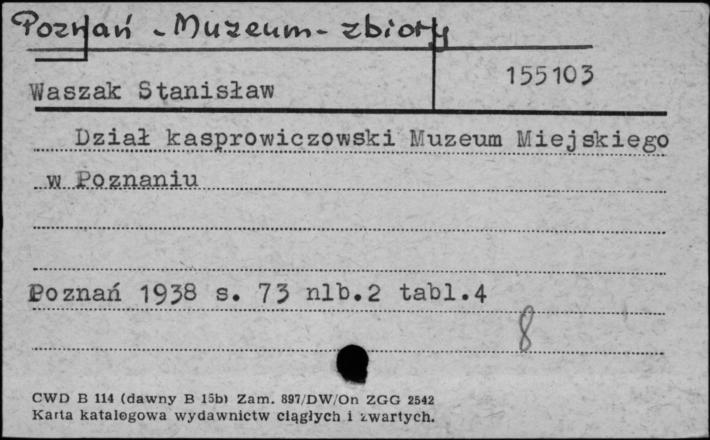 Poznań - Muzeum - zbiory
155103
Waszak Stanisław
Dział kasprowiczowski Muzeum Miejskiego
w Poznaniu
Poznań 1938 s. 73 nlb.2 tabl.4
8
CWD B 114 (dawny B 15b) Zam. 897/DW/On ZGG 2542
Karta katalogowa wydawnictw ciągłych i zwartych.